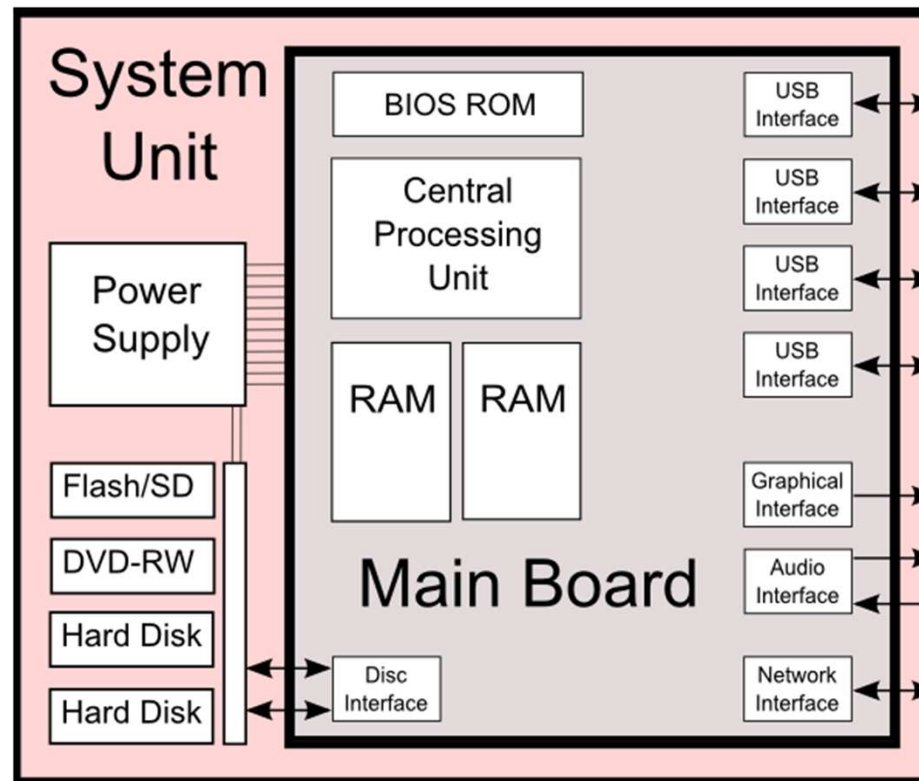 System
Unit
Power
Supply
Flash/SD
DVD-RW
Hard Disk
Hard Disk
BIOS ROM
Central
Processing
Unit
RAM
RAM
Main Board
Disc
Interface
USB
Interface
USB
Interface
USB
Interface
USB
Interface
Graphical
Interface
Audio
Interface
Network
Interface